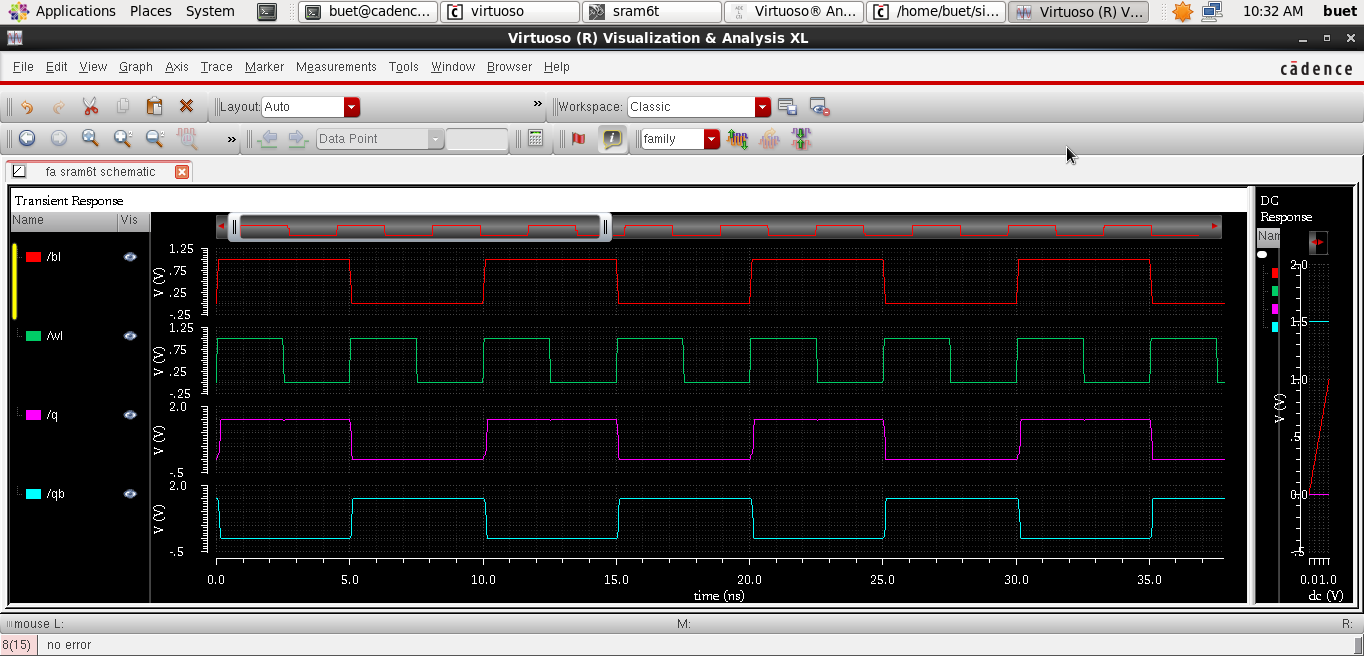 Applications Places System buet@cadenc... virtuoso sram6t Virtuoso® An... /home/buet/si... Virtuoso (R) V... 10:32 AM buet
Virtuoso (R) Visualization & Analysis XL
File Edit View Graph Axis Trace Marker Measurements Tools Window Browser Help
cādence
Layout: Auto » Workspace: Classic
» Data Point family
fa sram6t schematic
Transient Response
Name Vis
/bl
/wl
/q
/qb
V (V)
1.25
.75
.25
-.25
V (V)
1.25
.75
.25
-.25
V (V)
2.0
-.5
V (V)
2.0
-.5
0.0 5.0 10.0 15.0 20.0 25.0 30.0 35.0
time (ns)
DC
Response
Nam
V (V)
2.0
1.5
1.0
.5
0.0
-.5
0.01.0
dc (V)
mouse L: M: R:
8(15) no error